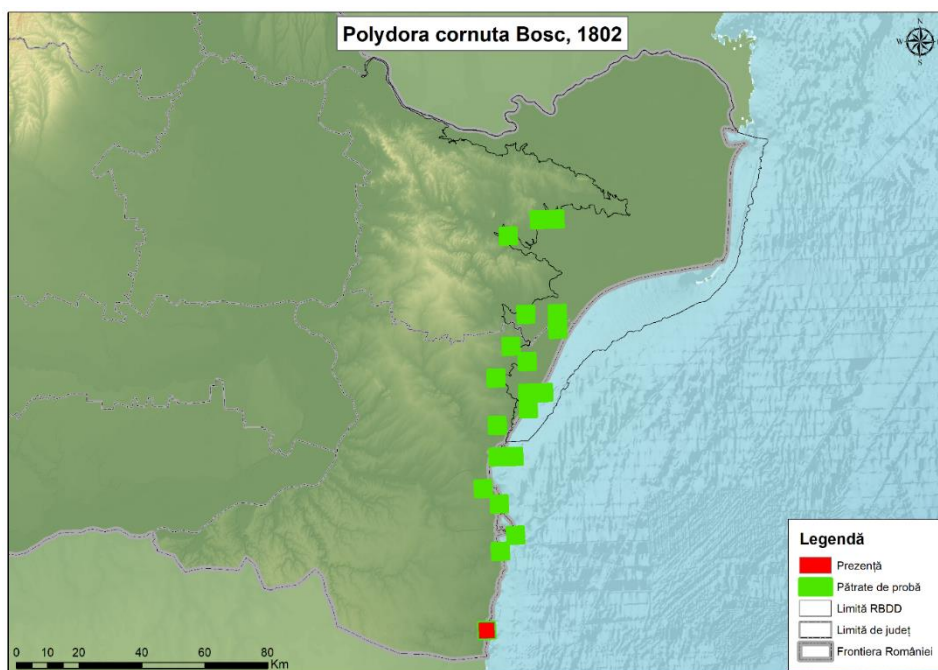 Polydora cornuta Bosc, 1802
N
W E
S
Legendă
Prezență
Pătrate de probă
Limită RBDD
Limită de județ
Frontiera României
0 10 20 40 60 80
Km